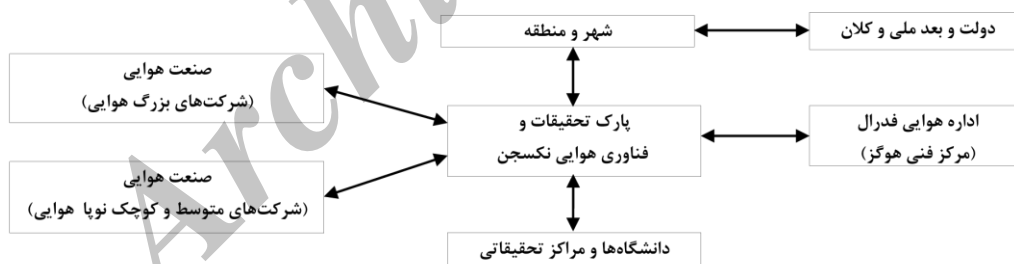 شهر و منطقه
دولت و بعد ملی و کلان
صنعت هوایی
(شرکت‌های بزرگ هوایی)
پارک تحقیقات و
فناوری هوایی نکسجن
اداره هوایی فدرال
(مرکز فنی هوگز)
صنعت هوایی
(شرکت‌های متوسط و کوچک نوپا هوایی)
دانشگاه‌ها و مراکز تحقیقاتی